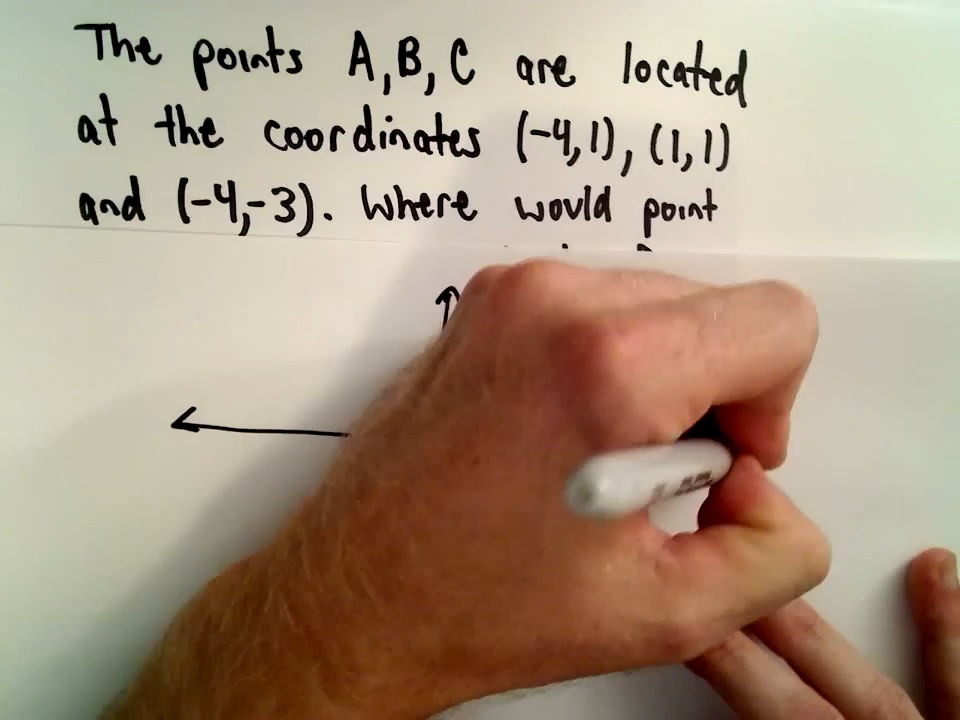 The points A, B, C are located
at the coordinates (-4,1), (1,1)
and (-4,-3). Where would point